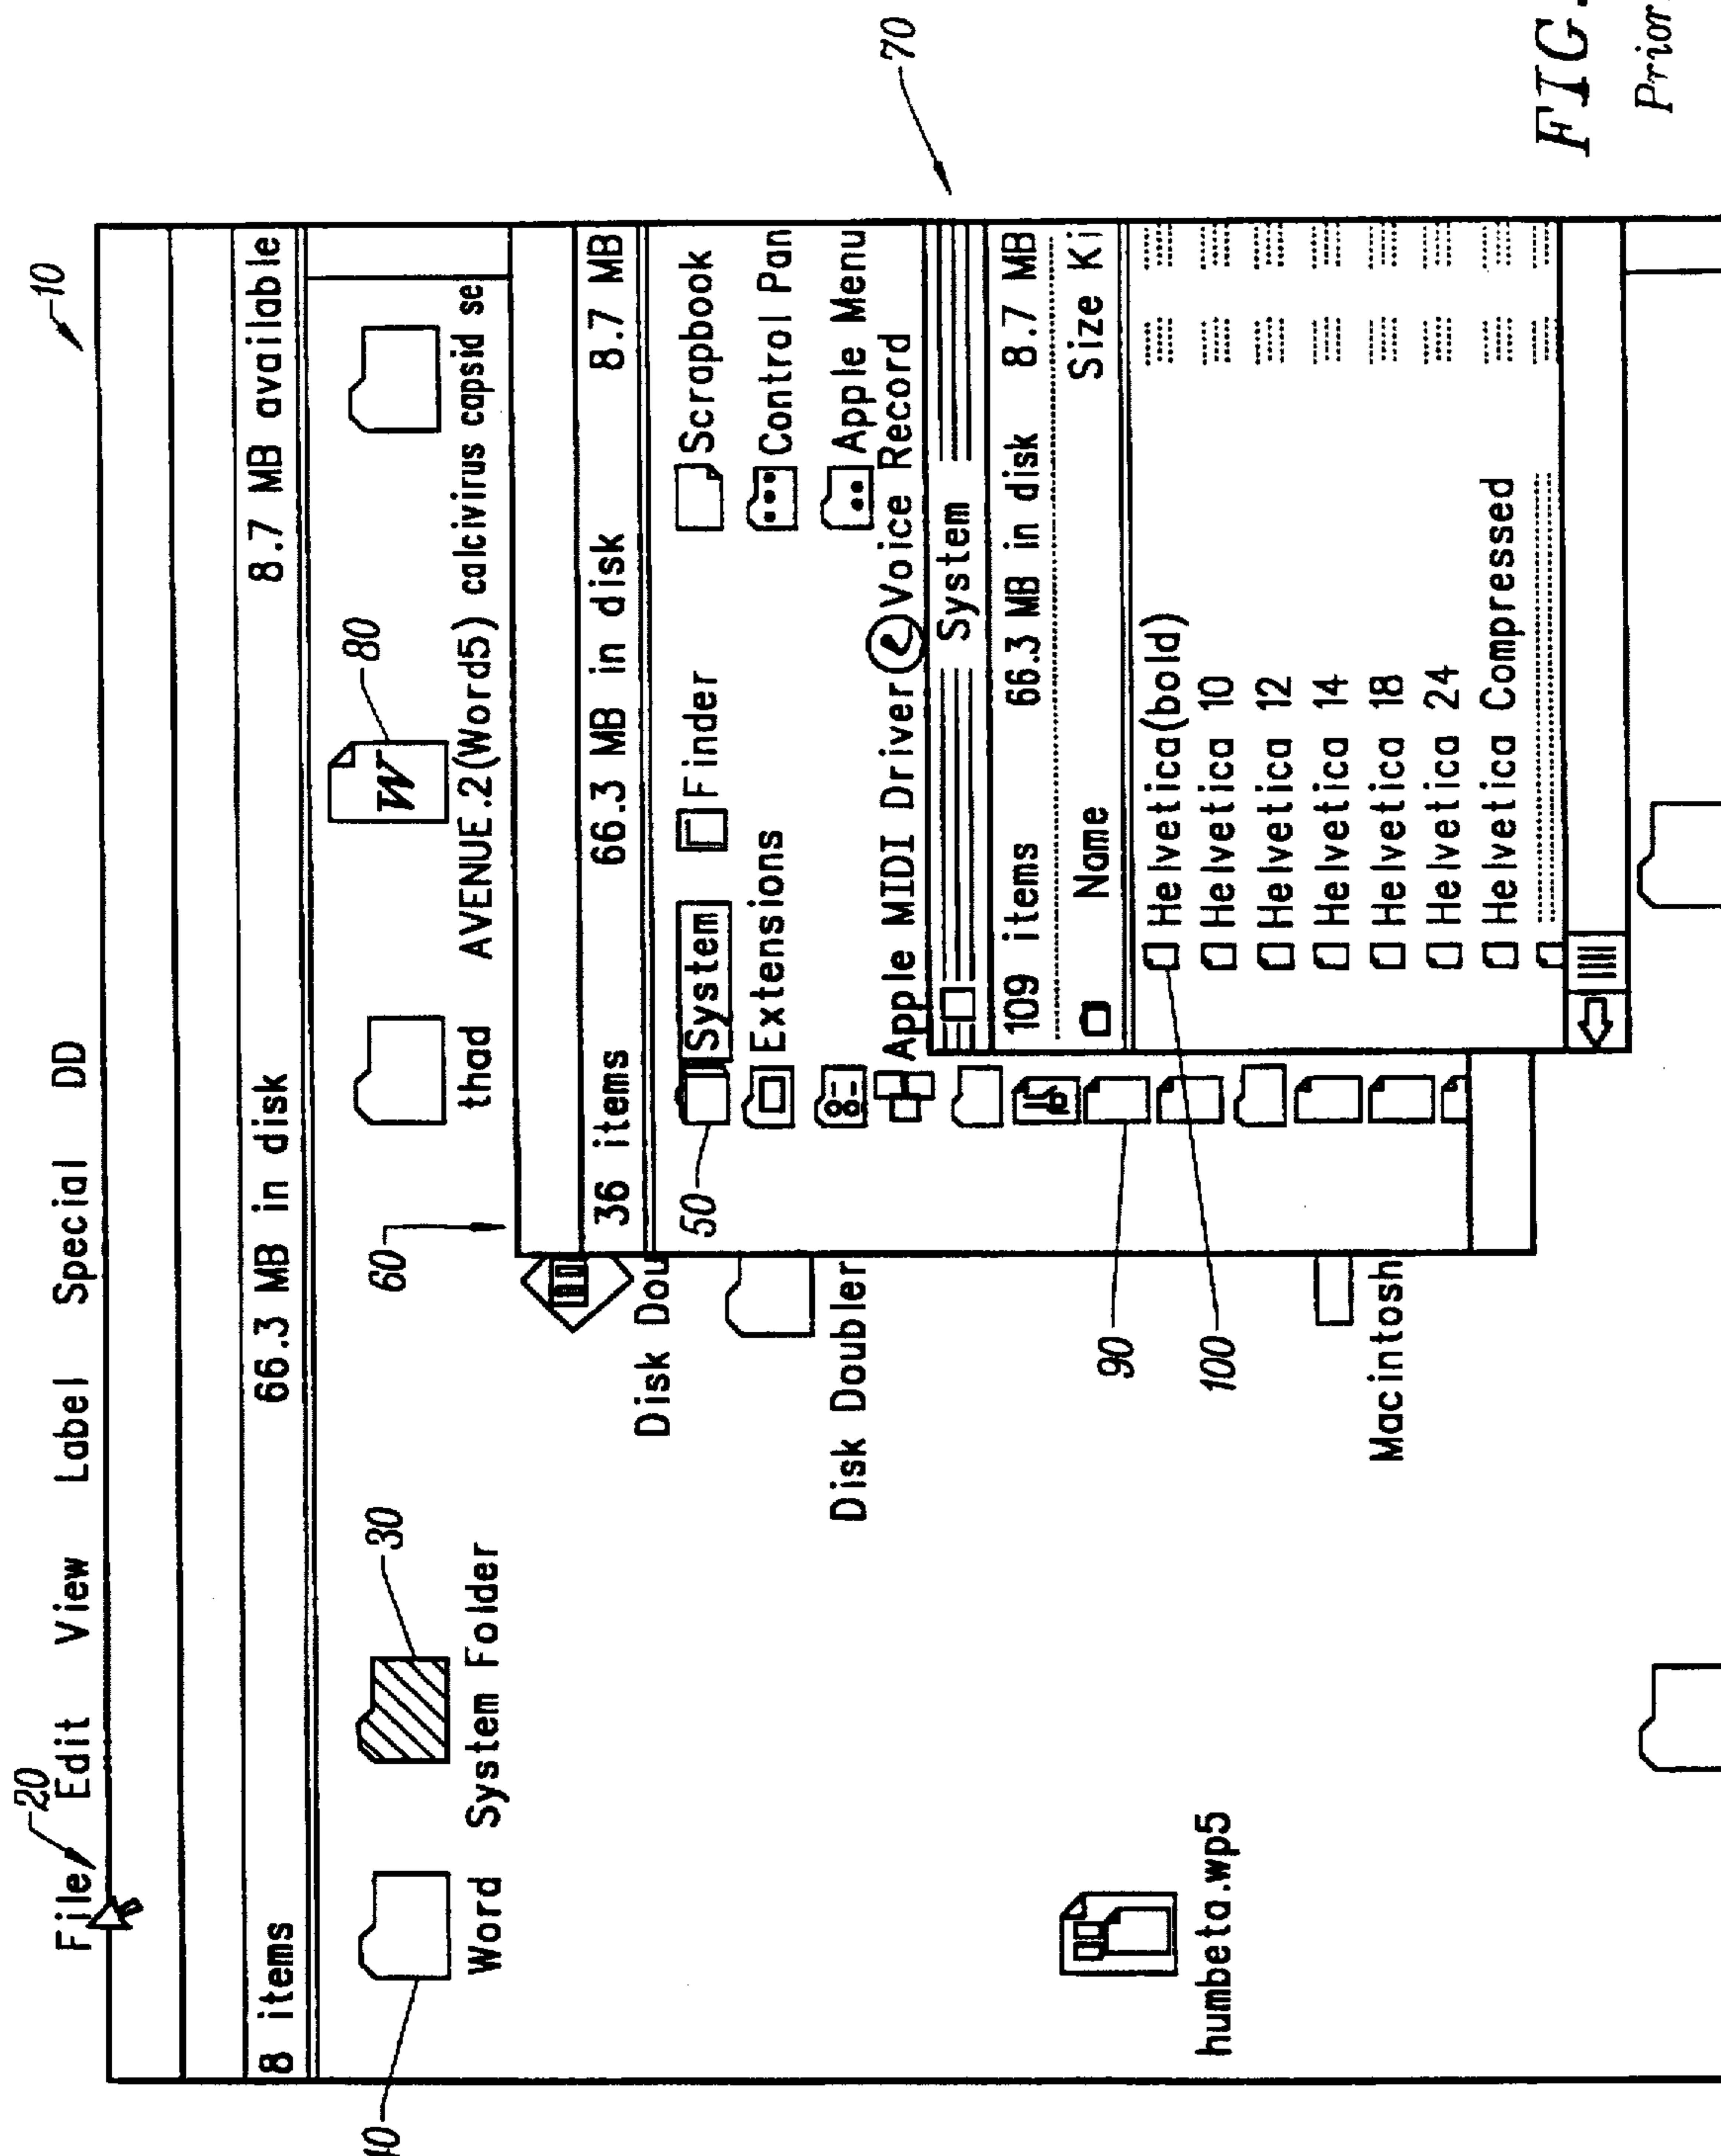 10
20
File Edit View Label Special DD
8 items 66.3 MB in disk 8.7 MB available
40
30
80
Word System Folder thad AVENUE.2(Word5) calcivirus capsid se
60
36 items 66.3 MB in disk 8.7 MB
Disk Dou
50
System Finder Scrapbook
Extensions Control Pan
Disk Doubler
Apple Menu
Apple MIDI Driver Voice Record
70
System
109 items 66.3 MB in disk 8.7 MB
Name Size Ki
90
Helvetica(bold)
100
Helvetica 10
humbeta.wp5
Helvetica 12
Helvetica 14
Macintosh
Helvetica 18
Helvetica 24
Helvetica Compressed
FIG.
Prior